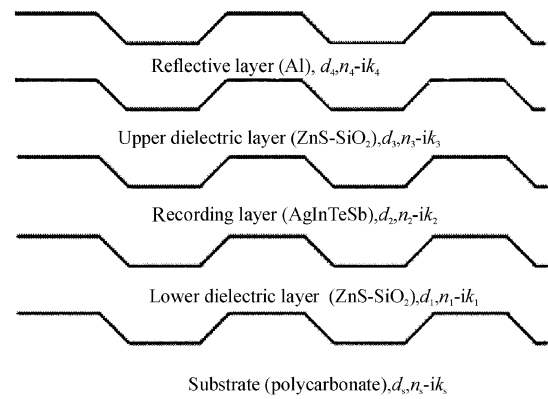 Reflective layer (Al), d₄,n₄-ik₄
Upper dielectric layer (ZnS-SiO₂),d₃,n₃-ik₃
Recording layer (AgInTeSb),d₂,n₂-ik₂
Lower dielectric layer (ZnS-SiO₂),d₁,n₁-ik₁
Substrate (polycarbonate),dₛ,nₛ-ikₛ